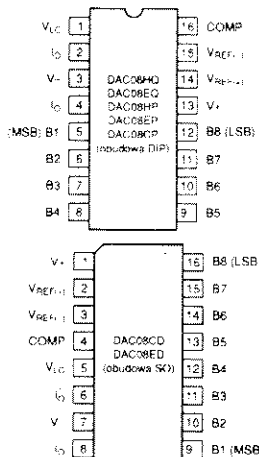 VLC 1 16 COMP
IO 2 15 VREF(-)
V- 3 14 VREF(+)
IO 4 13 V+
(MSB) B1 5 12 B8 (LSB)
B2 6 11 B7
B3 7 10 B6
B4 8 9 B5
DAC08HQ
DAC08EQ
DAC08HP
DAC08EP
DAC08CP
(obudowa DIP)
V+ 1 16 B8 (LSB
VREF(+) 2 15 B7
VREF(-) 3 14 B6
COMP 4 13 B5
VLC 5 12 B4
IO 6 11 B3
V 7 10 B2
IO 8 9 B1 (MSB
DAC08CD
DAC08ED
(obudowa SO)